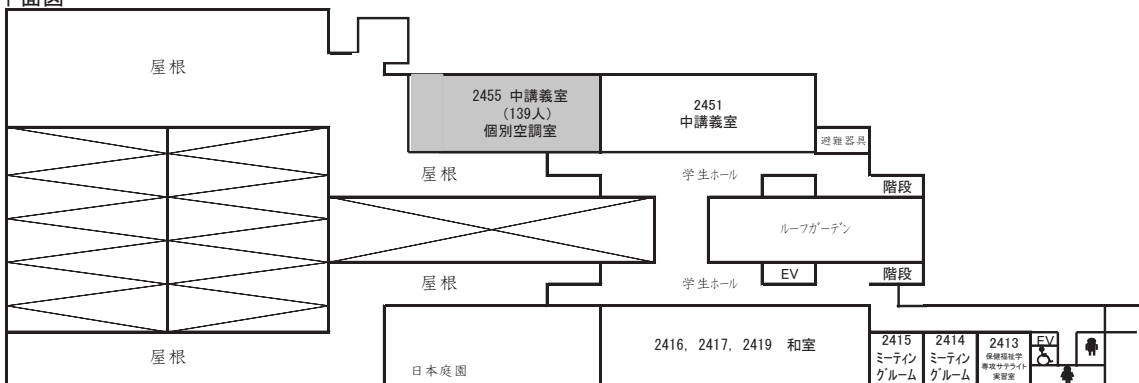 平面図
屋根
2455 中講義室
(139人)
個別空調室
2451
中講義室
避難器具
屋根
学生ホール
階段
ルーフガーデン
屋根
学生ホール
EV
階段
屋根
日本庭園
2416, 2417, 2419 和室
2415
ミーティン
グルーム
2414
ミーティン
グルーム
2413
保健福祉学
専攻サテライト
実習室
EV